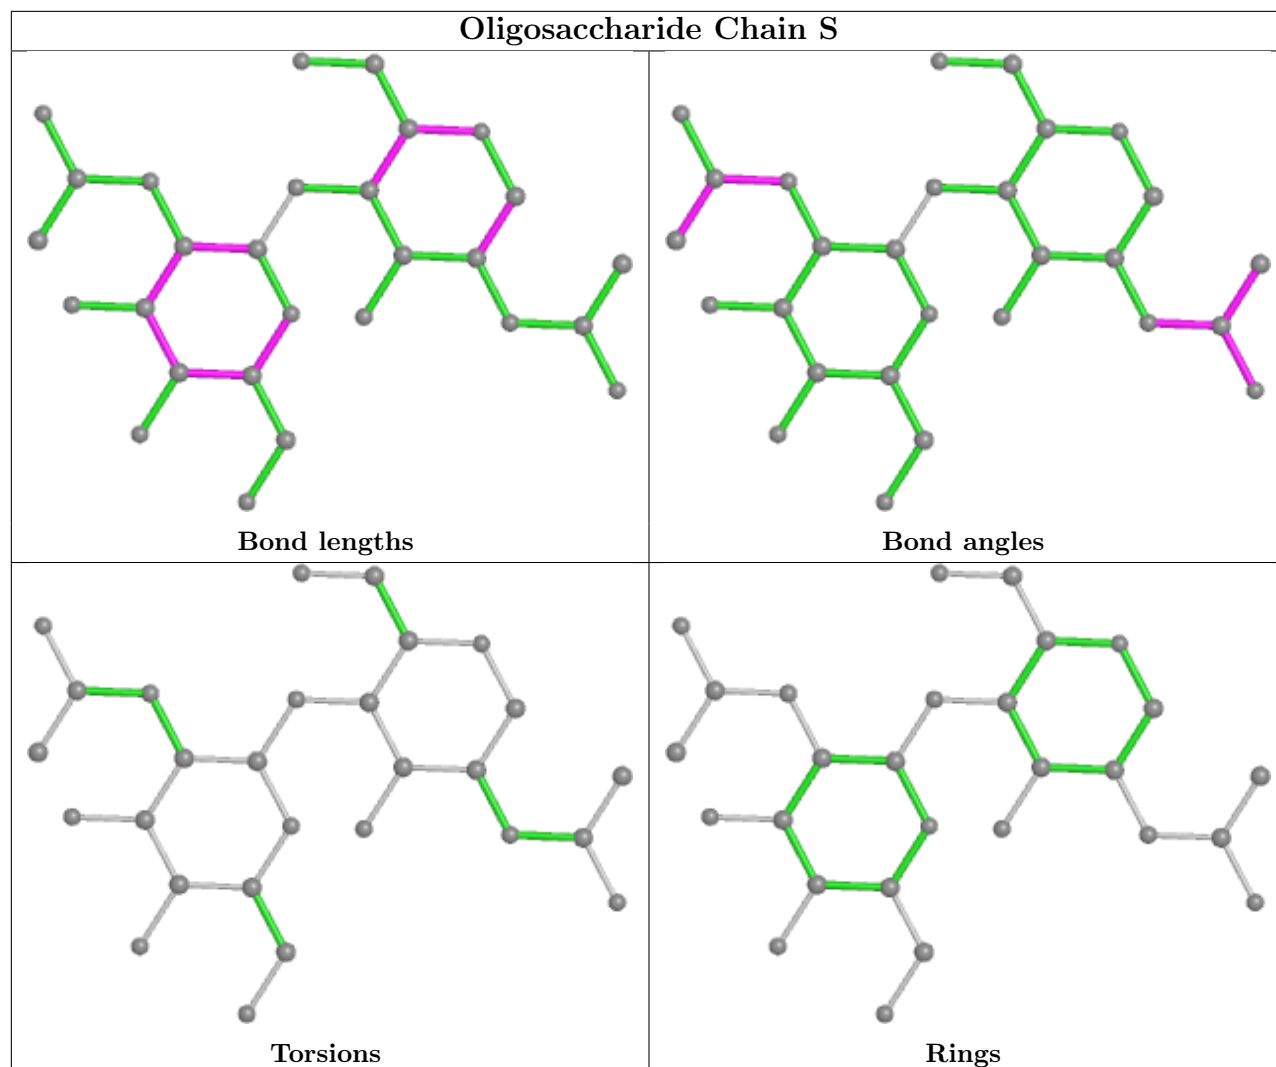 Oligosaccharide Chain S
Bond lengths
Bond angles
Torsions
Rings